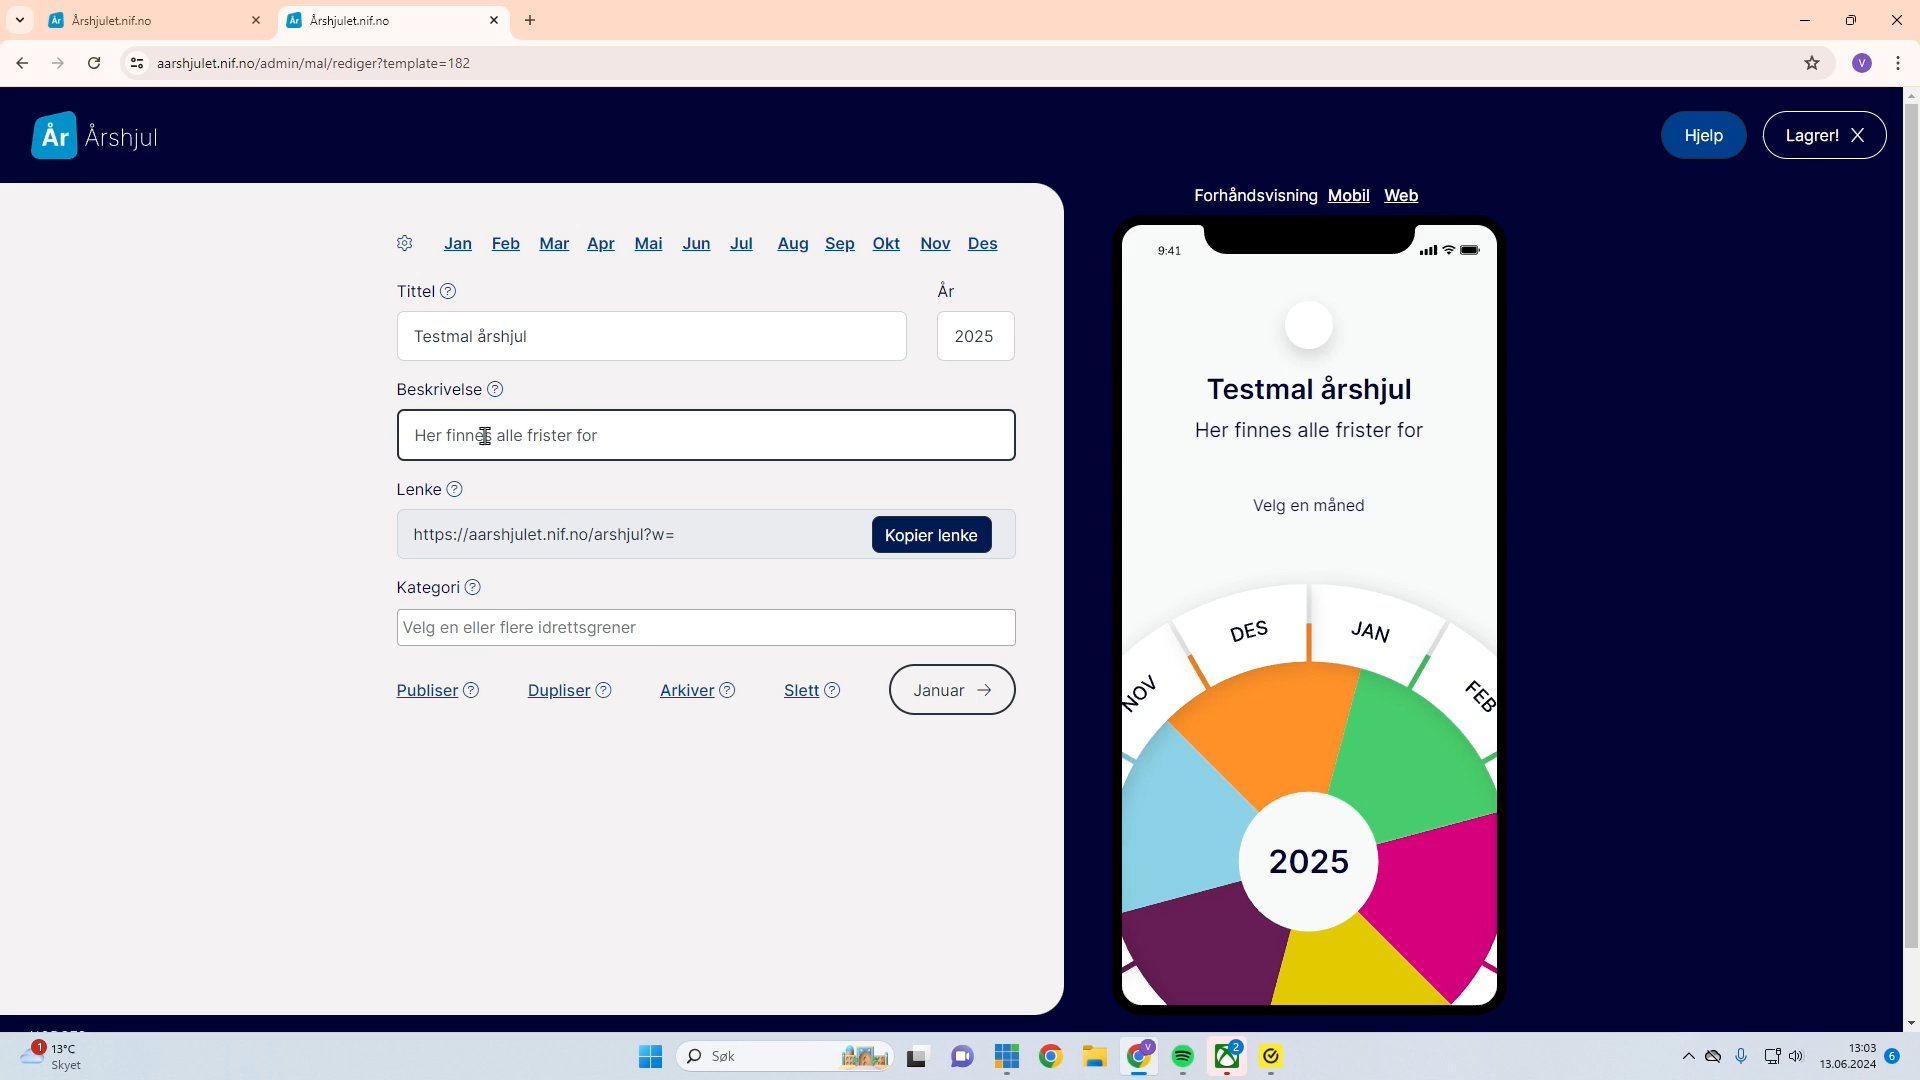 Årshjulet.nif.no
Årshjulet.nif.no
aarshjulet.nif.no/admin/mal/rediger?template=182
V
År Årshjul
Hjelp
Lagrer! X
Forhåndsvisning Mobil Web
Jan Feb Mar Apr Mai Jun Jul Aug Sep Okt Nov Des
Tittel ?
År
Testmal årshjul
2025
Beskrivelse ?
Her finnes alle frister for
Lenke ?
https://aarshjulet.nif.no/arshjul?w=
Kopier lenke
Kategori ?
Velg en eller flere idrettsgrener
Publiser ?
Dupliser ?
Arkiver ?
Slett ?
Januar →
9:41
Testmal årshjul
Her finnes alle frister for
Velg en måned
NOV
DES
JAN
FEB
2025
1
13°C
Skyet
Søk
V
2
13:03
13.06.2024
6